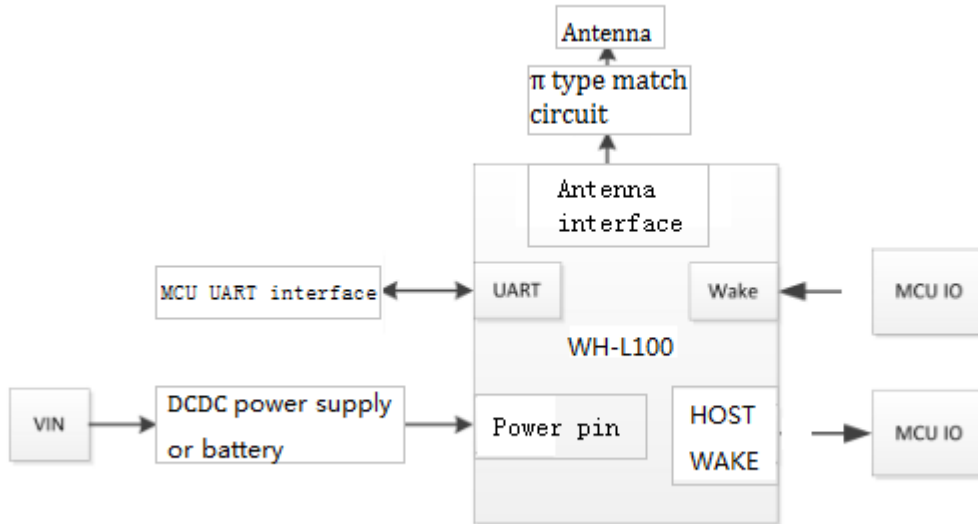 Antenna
π type match
circuit
Antenna
interface
MCU UART interface
UART
Wake
MCU IO
WH-L100
VIN
DCDC power supply
or battery
Power pin
HOST
WAKE
MCU IO